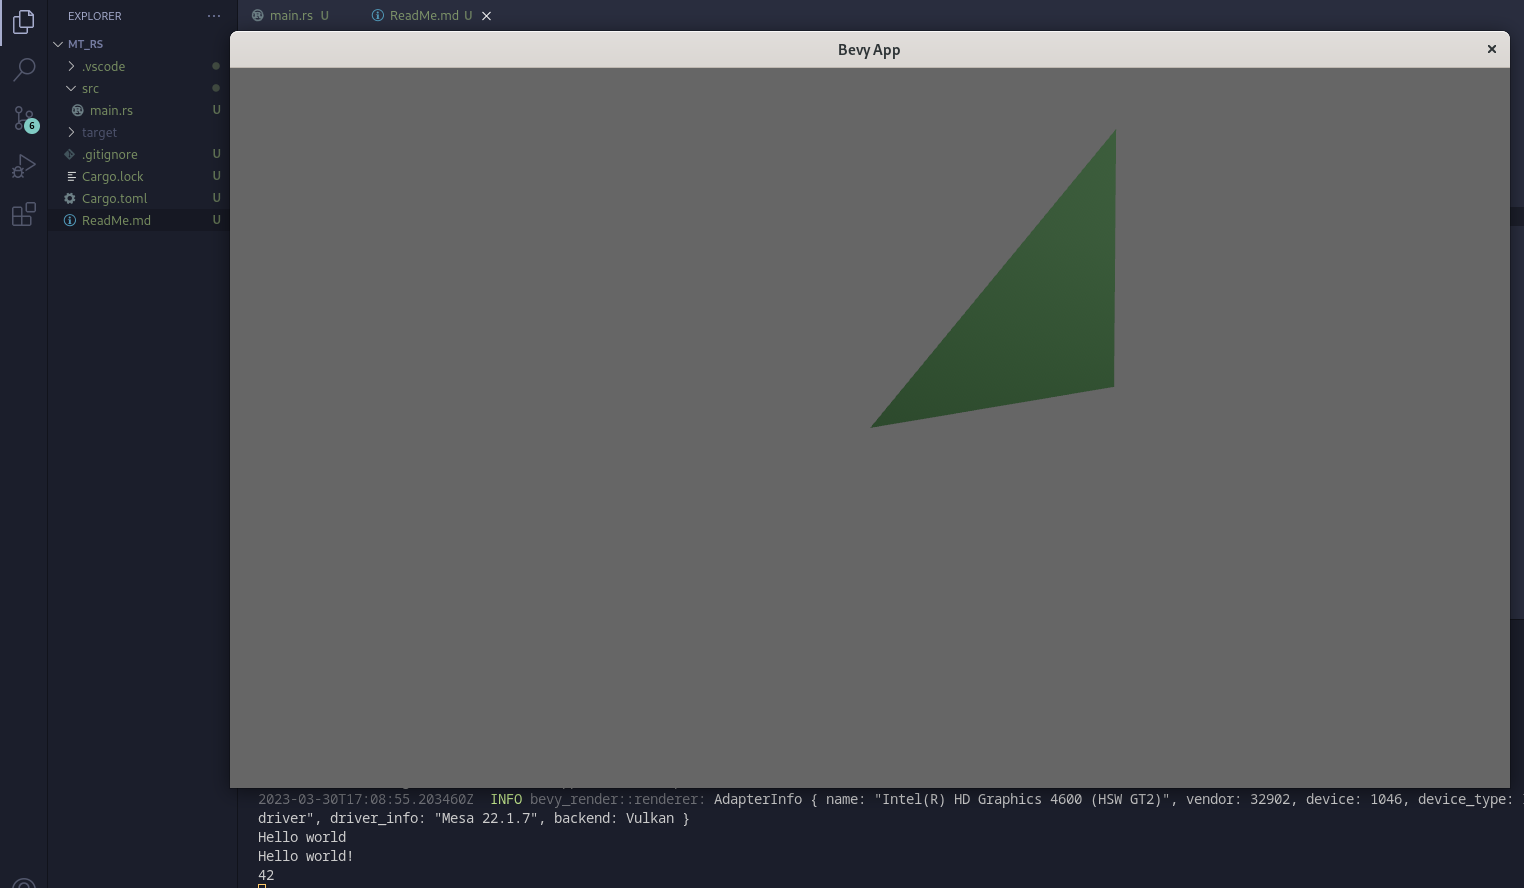 EXPLORER ···
main.rs U
ReadMe.md U
MT_RS
Bevy App
.vscode
src
main.rs U
6
target
.gitignore U
Cargo.lock U
Cargo.toml U
ReadMe.md U
2023-03-30T17:08:55.203460Z INFO bevy_render::renderer: AdapterInfo { name: "Intel(R) HD Graphics 4600 (HSW GT2)", vendor: 32902, device: 1046, device_type:
driver", driver_info: "Mesa 22.1.7", backend: Vulkan }
Hello world
Hello world!
42